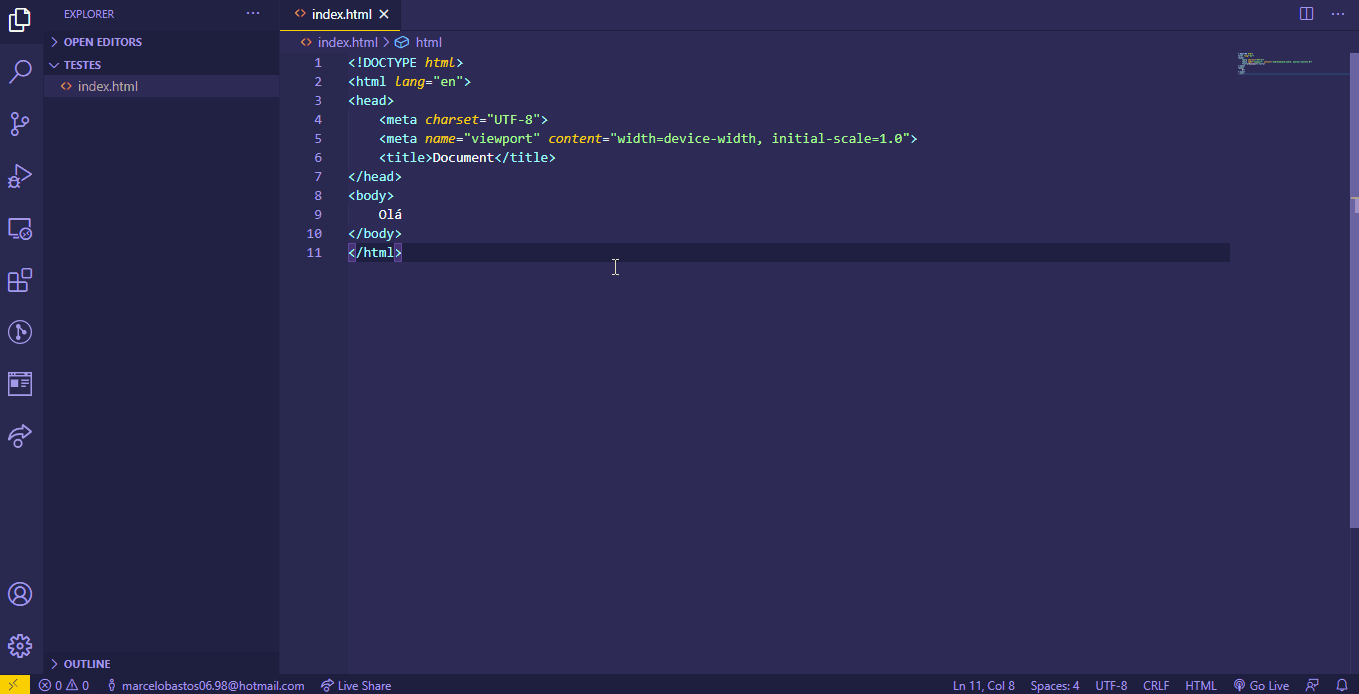 EXPLORER
index.html
OPEN EDITORS
TESTES
index.html
index.html
html
1 <!DOCTYPE html>
2 <html lang="en">
3 <head>
4 <meta charset="UTF-8">
5 <meta name="viewport" content="width=device-width, initial-scale=1.0">
6 <title>Document</title>
7 </head>
8 <body>
9 Olá
10 </body>
11 </html>
OUTLINE
0 0 marcelobastos06.98@hotmail.com Live Share Ln 11, Col 8 Spaces: 4 UTF-8 CRLF HTML Go Live